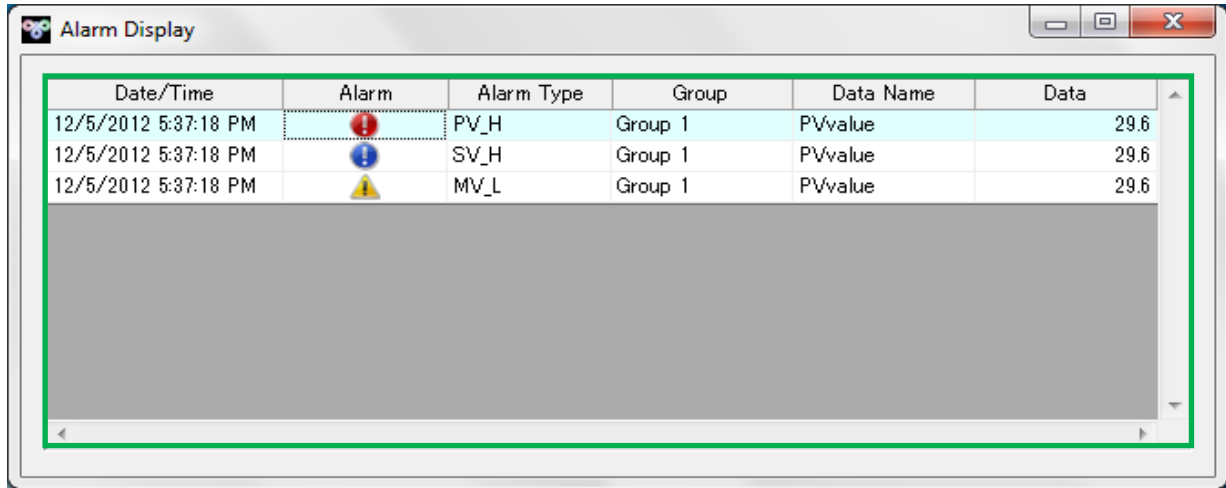 Alarm Display
Date/Time Alarm Alarm Type Group Data Name Data
12/5/2012 5:37:18 PM PV_H Group 1 PVvalue 29.6
12/5/2012 5:37:18 PM SV_H Group 1 PVvalue 29.6
12/5/2012 5:37:18 PM MV_L Group 1 PVvalue 29.6